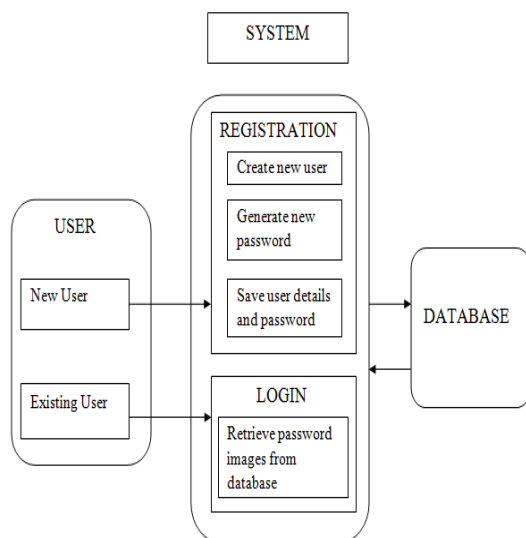 SYSTEM
REGISTRATION
Create new user
Generate new
password
Save user details
and password
USER
New User
Existing User
LOGIN
Retrieve password
images from
database
DATABASE